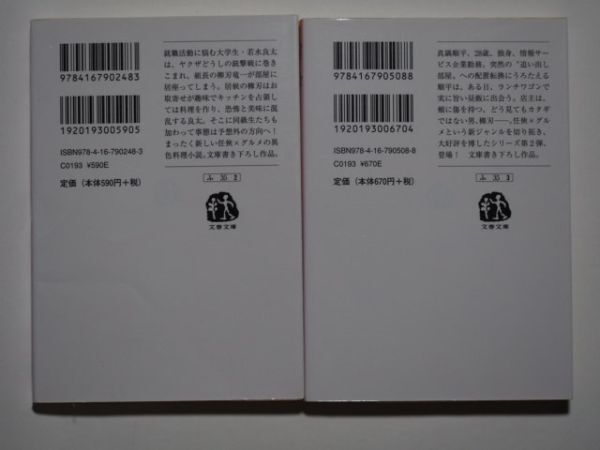 9784167902483
1920193005905
ISBN978-4-16-790248-3
C0193 ¥590E
定価（本体590円+税）
就職活動に悩む大学生・若水良太
は、ヤクザどうしの銃撃戦に巻き
こまれ、組長の柳刃竜一が部屋に
居座ってしまう。居候の柳刃はお
取寄せが趣味でキッチンを占領し
ては料理を作り、恐怖と美味に混
乱する良太。そこに同級生たちも
加わって事態は予想外の方向へ！
まったく新しい任俠×グルメの異
色料理小説。文庫書き下ろし作品。
ふ 35 2
文春文庫
9784167905088
1920193006704
ISBN978-4-16-790508-8
C0193 ¥670E
定価（本体670円+税）
真鍋順平、28歳、独身、情報サー
ビス企業勤務。突然の〝追い出し
部屋〟への配置転換にうろたえる
順平は、ある日、ランチワゴンで
実に旨い昼飯に出会う。店主は、
頰に傷を持つ、どう見てもカタギ
ではない男、柳刃――。任俠×グル
メという新ジャンルを切り拓き、
大好評を博したシリーズ第2弾、
登場！ 文庫書き下ろし作品。
ふ 35 3
文春文庫